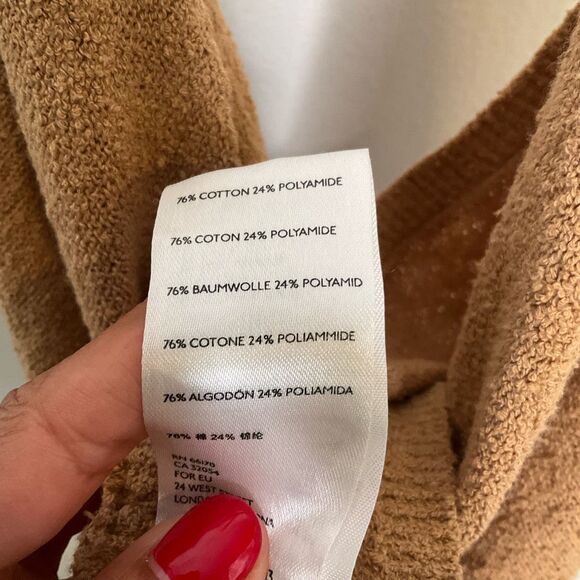 76% COTTON 24% POLYAMIDE
76% COTON 24% POLYAMIDE
76% BAUMWOLLE 24% POLYAMID
76% COTONE 24% POLIAMMIDE
76% ALGODÓN 24% POLIAMIDA
76% 棉 24% 锦纶
RN 66170
CA 32054
FOR EU
24 WEST